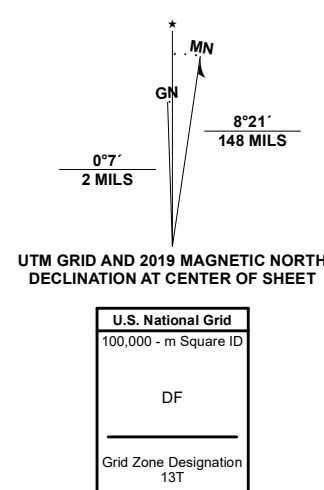 ★
MN
GN
8°21´
148 MILS
0°7´
2 MILS
UTM GRID AND 2019 MAGNETIC NORTH
DECLINATION AT CENTER OF SHEET
U.S. National Grid
100,000 - m Square ID
DF
Grid Zone Designation
13T